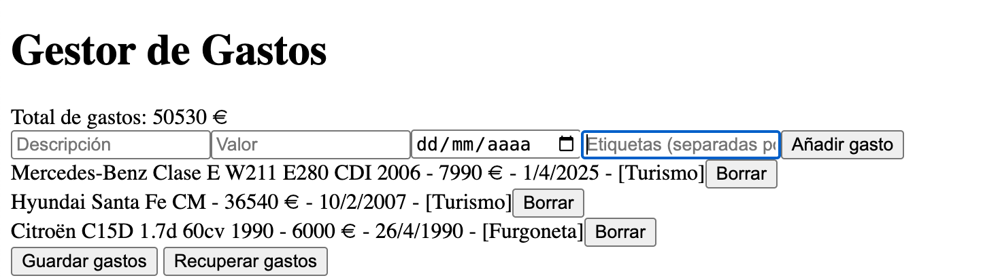 Gestor de Gastos
Total de gastos: 50530 €
Descripción Valor dd/mm/aaaa Etiquetas (separadas Añadir gasto
Mercedes-Benz Clase E W211 E280 CDI 2006 - 7990 € - 1/4/2025 - [Turismo] Borrar
Hyundai Santa Fe CM - 36540 € - 10/2/2007 - [Turismo] Borrar
Citroën C15D 1.7d 60cv 1990 - 6000 € - 26/4/1990 - [Furgoneta] Borrar
Guardar gastos Recuperar gastos